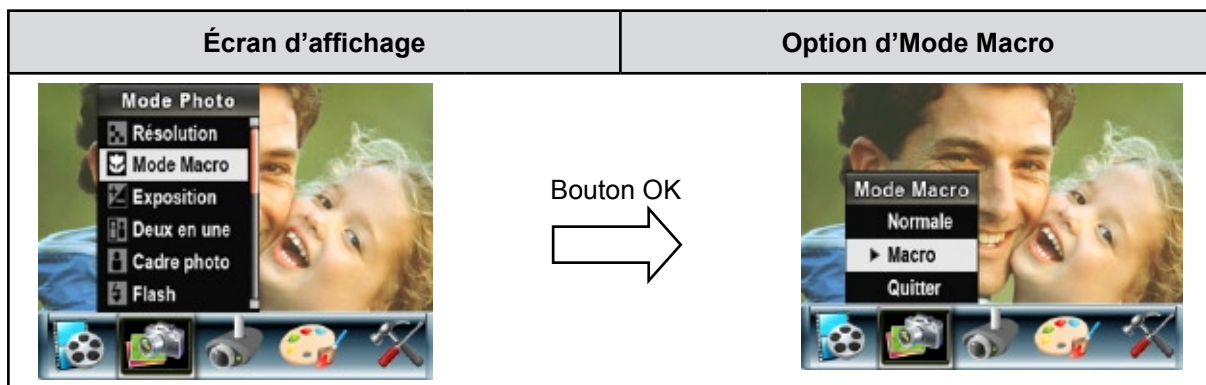 Écran d'affichage
Option d'Mode Macro
Mode Photo
Résolution
Mode Macro
Exposition
Deux en une
Cadre photo
Flash
Bouton OK
Mode Macro
Normale
Macro
Quitter